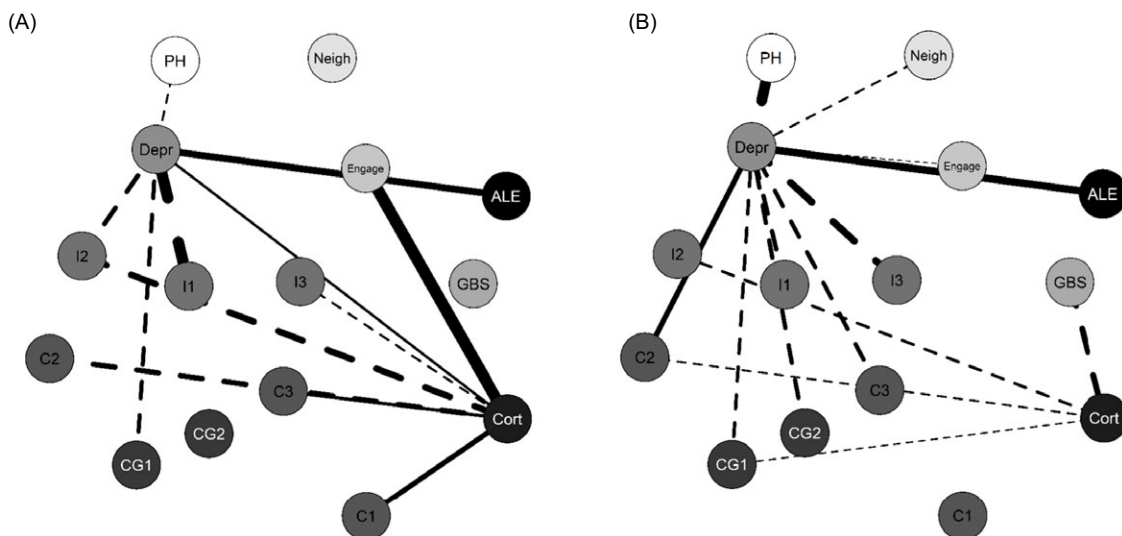 (A)
PH
Neigh
Depr
Engage
ALE
I2
I1
I3
GBS
C2
C3
Cort
CG2
CG1
C1
(B)
PH
Neigh
Depr
Engage
ALE
I2
I1
I3
GBS
C2
C3
Cort
CG2
CG1
C1